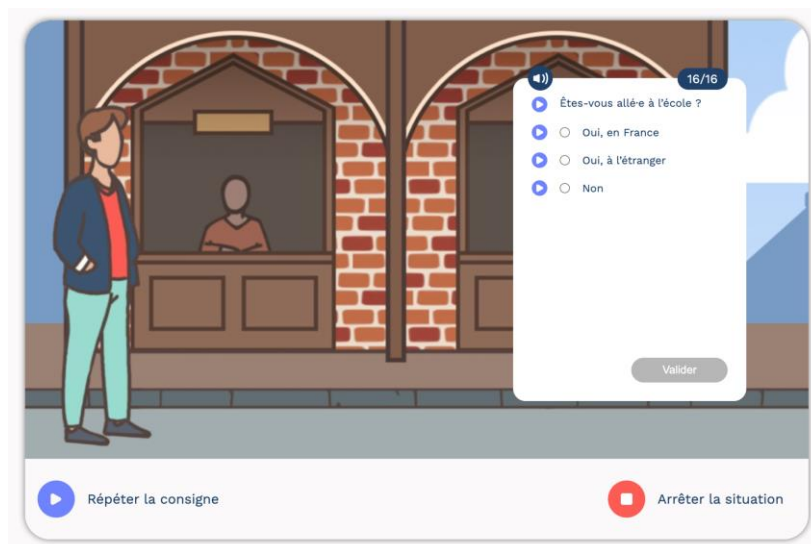 16/16
Êtes-vous allé·e à l'école ?
Oui, en France
Oui, à l'étranger
Non
Valider
Répéter la consigne
Arrêter la situation